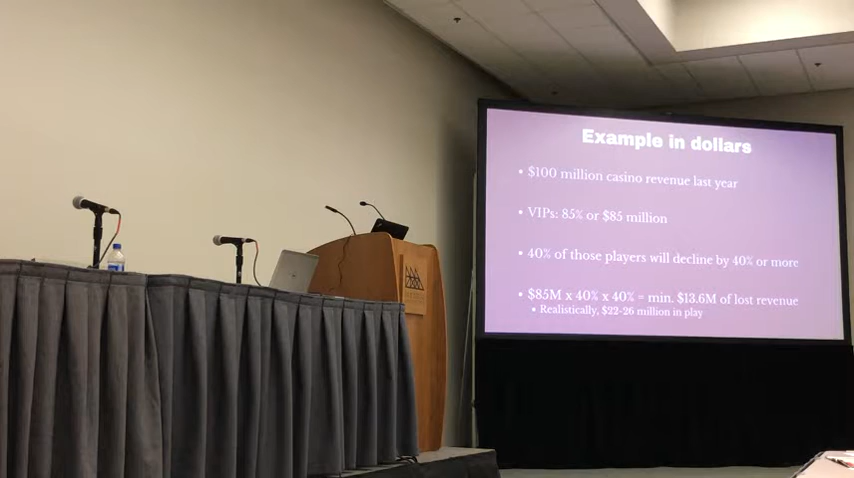 Example in dollars
• $100 million casino revenue last year
• VIPs: 85% or $85 million
• 40% of those players will decline by 40% or more
• $85M x 40% x 40% = min. $13.6M of lost revenue
• Realistically, $22-26 million in play